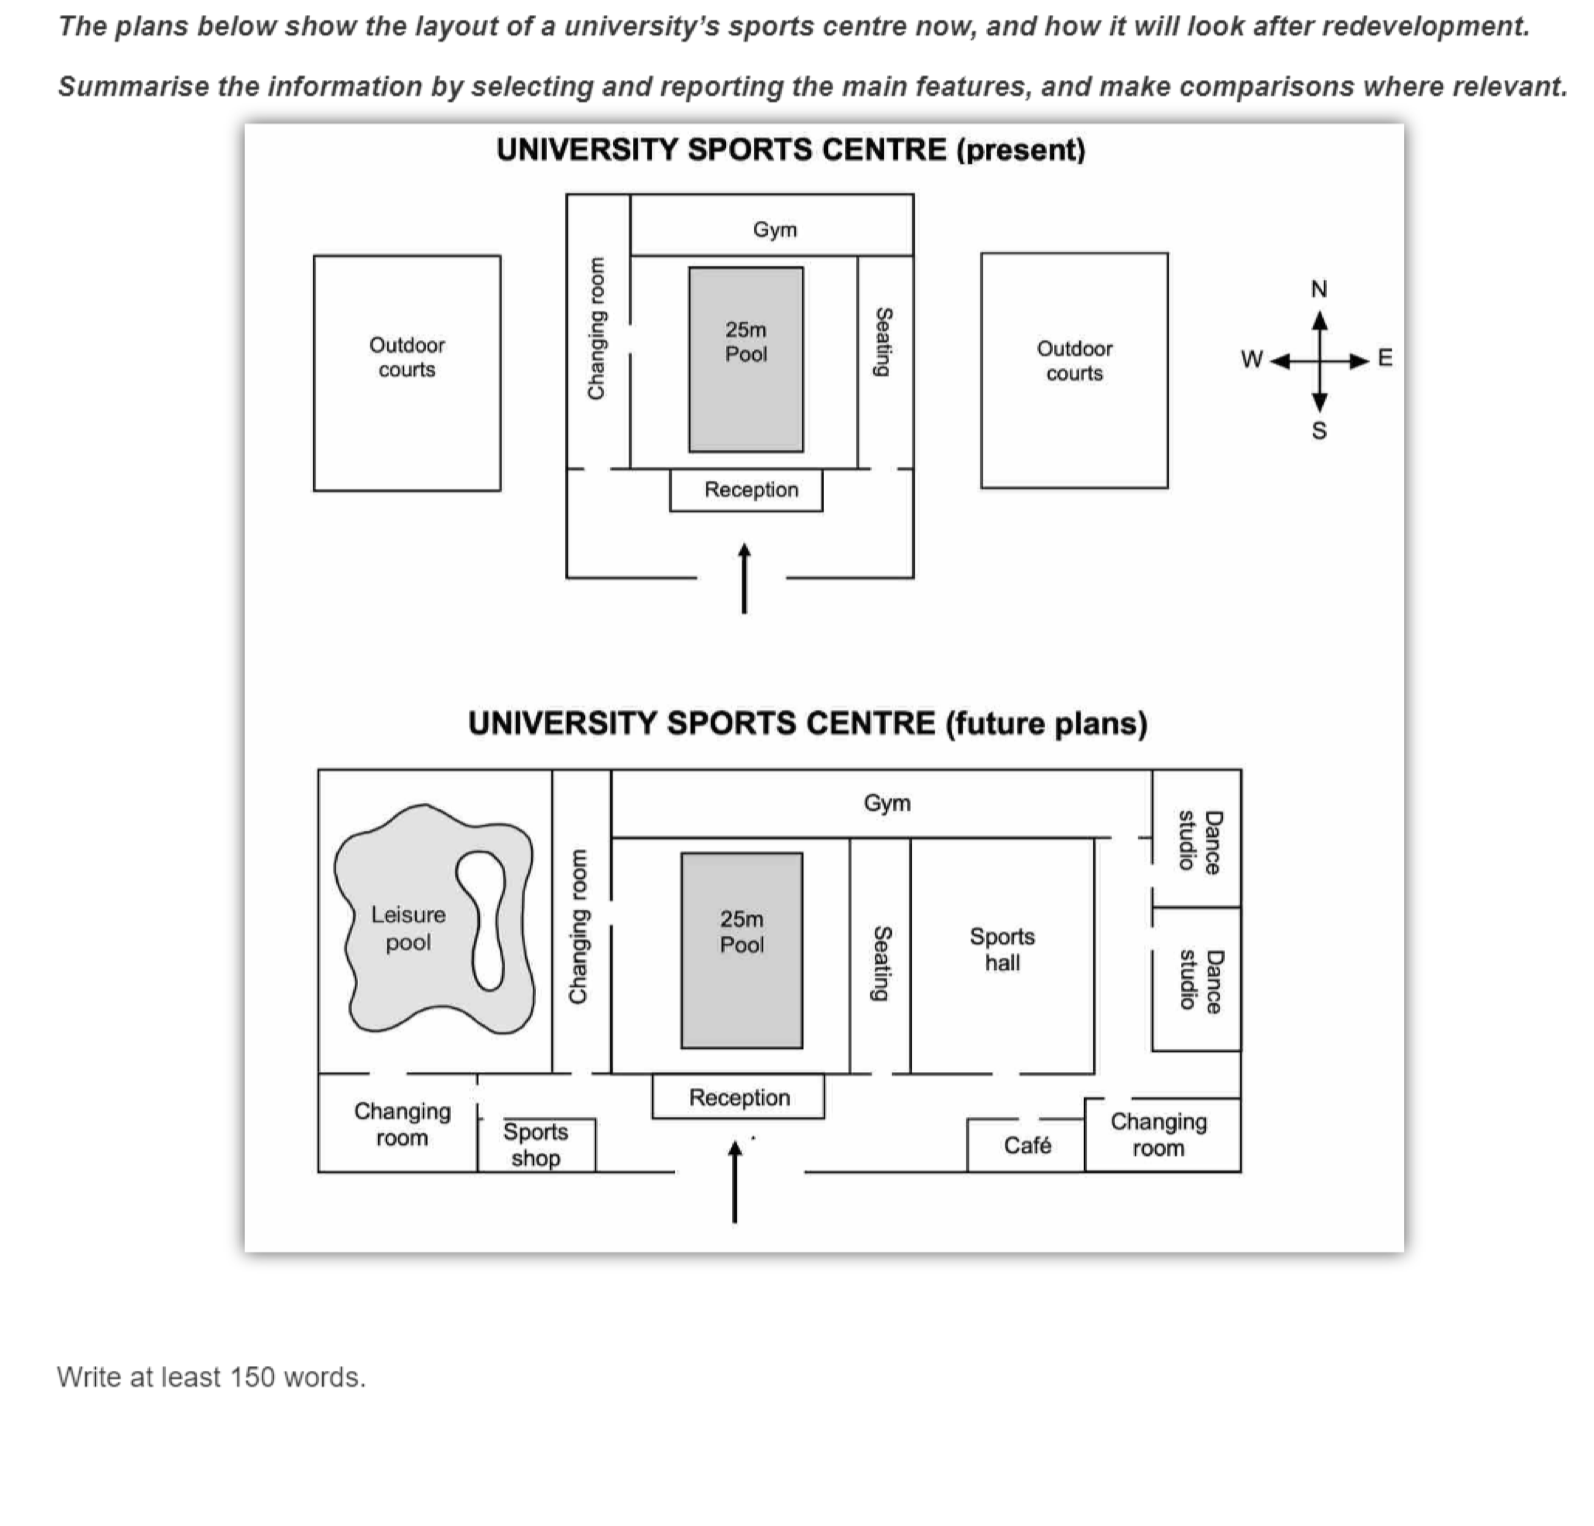 The plans below show the layout of a university’s sports centre now, and how it will look after redevelopment.
Summarise the information by selecting and reporting the main features, and make comparisons where relevant.
UNIVERSITY SPORTS CENTRE (present)
Gym
Changing room
25m
Pool
Seating
Outdoor
courts
Outdoor
courts
N
W
E
S
Reception
UNIVERSITY SPORTS CENTRE (future plans)
Gym
Dance
studio
Leisure
pool
Changing room
25m
Pool
Seating
Sports
hall
Dance
studio
Reception
Changing
room
Sports
shop
Café
Changing
room
Write at least 150 words.